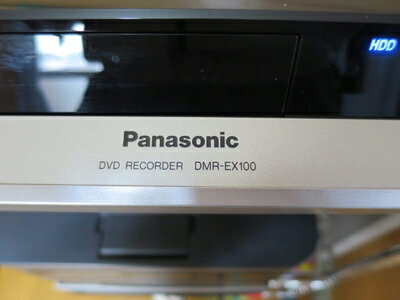 HDD
Panasonic
DVD RECORDER DMR-EX100